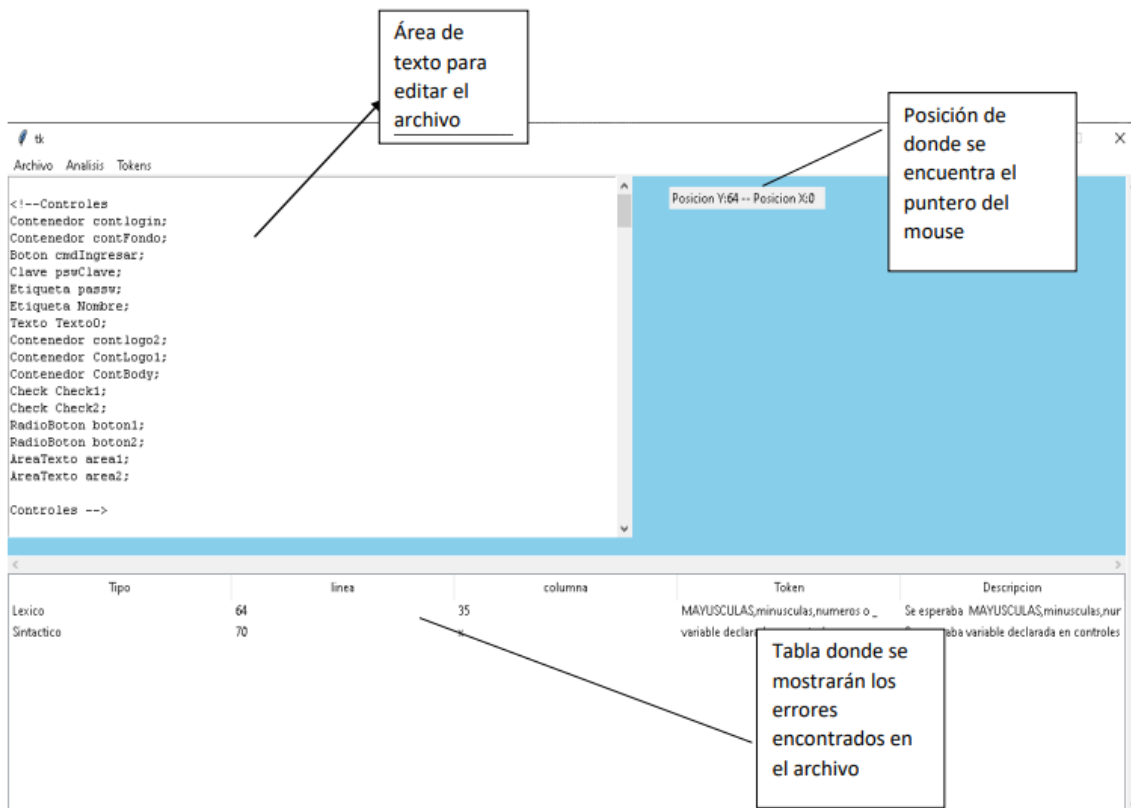 Área de
texto para
editar el
archivo
Posición de
donde se
encuentra el
puntero del
mouse
tk
Archivo Analisis Tokens
Posicion Y:64 -- Posicion X:0
<!--Controles
Contenedor contlogin;
Contenedor contFondo;
Boton cmdIngresar;
Clave pswClave;
Etiqueta passw;
Etiqueta Nombre;
Texto Texto0;
Contenedor contlogo2;
Contenedor ContLogo1;
Contenedor ContBody;
Check Check1;
Check Check2;
RadioBoton boton1;
RadioBoton boton2;
AreaTexto area1;
AreaTexto area2;
Controles -->
Tipo linea columna Token Descripcion
Lexico 64 35 MAYUSCULAS,minusculas,numeros o _ Se esperaba MAYUSCULAS,minusculas,nur
Sintactico 70 x variable variable declarada en controles
Tabla donde se
mostrarán los
errores
encontrados en
el archivo